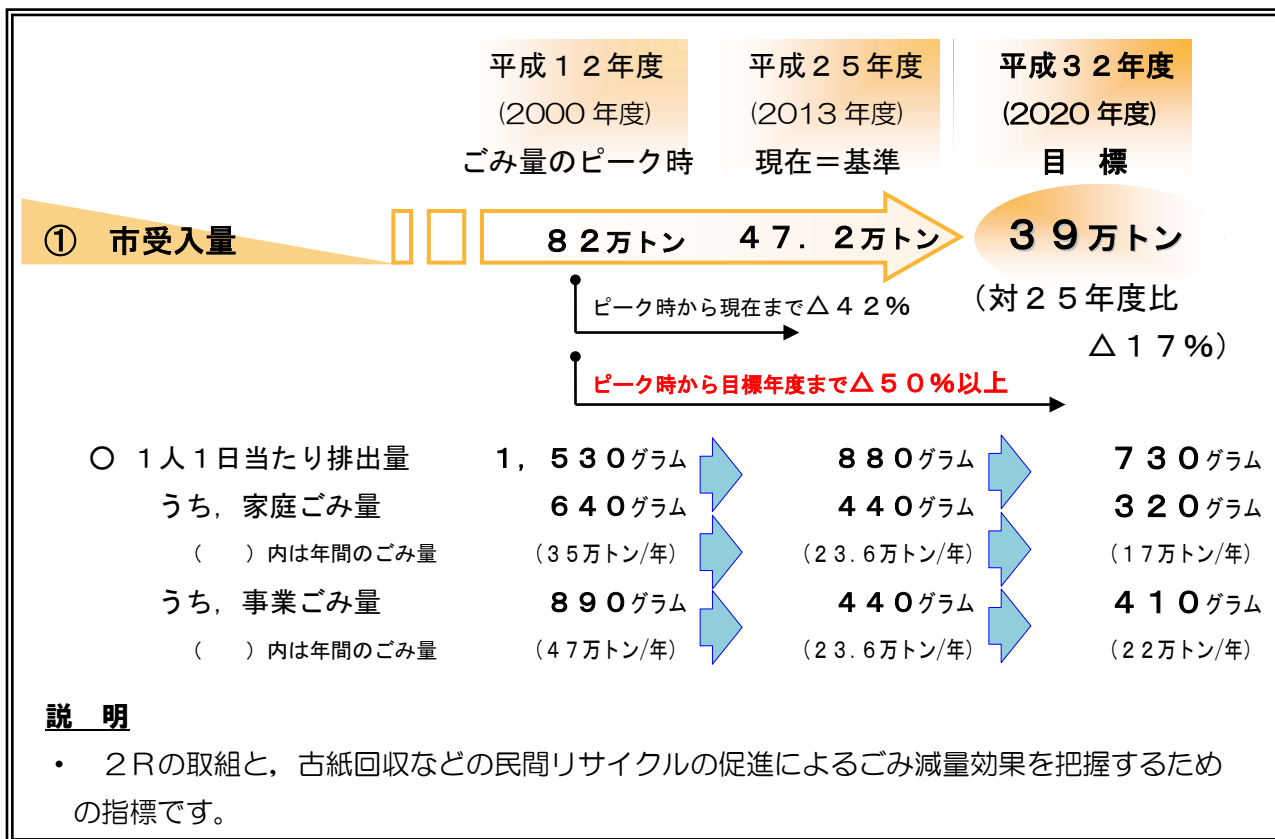 平成12年度 平成25年度 平成32年度
(2000年度) (2013年度) (2020年度)
ごみ量のピーク時 現在=基準 目 標
① 市受入量 82万トン 47.2万トン 39万トン
ピーク時から現在まで△42%
(対25年度比
△17%)
ピーク時から目標年度まで△50%以上
○ 1人1日当たり排出量 1,530グラム 880グラム 730グラム
うち,家庭ごみ量 640グラム 440グラム 320グラム
( )内は年間のごみ量 (35万トン/年) (23.6万トン/年) (17万トン/年)
うち,事業ごみ量 890グラム 440グラム 410グラム
( )内は年間のごみ量 (47万トン/年) (23.6万トン/年) (22万トン/年)
説 明
・ 2Rの取組と,古紙回収などの民間リサイクルの促進によるごみ減量効果を把握するため
の指標です。